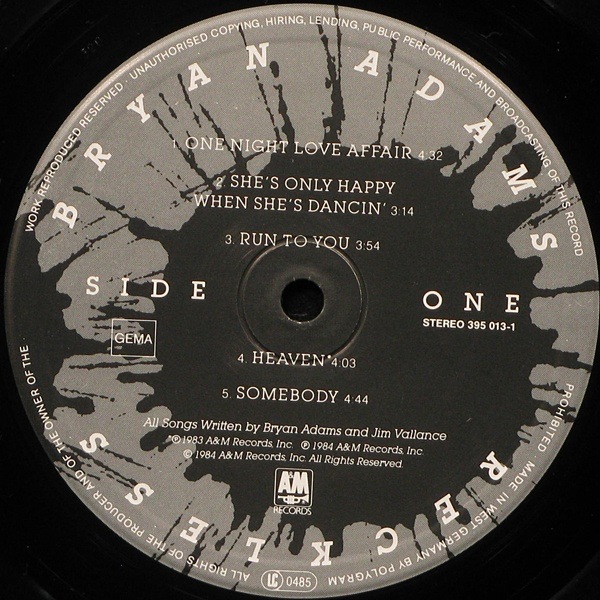 WORK REPRODUCED RESERVED · UNAUTHORISED COPYING, HIRING, LENDING, PUBLIC PERFORMANCE AND BROADCASTING OF THIS RECORD
BRYAN ADAMS
1. ONE NIGHT LOVE AFFAIR 4:32
2. SHE'S ONLY HAPPY
WHEN SHE'S DANCIN' 3:14
3. RUN TO YOU 3:54
SIDE ONE
STEREO 395 013-1
GEMA
4. HEAVEN* 4:03
5. SOMEBODY 4:44
All Songs Written by Bryan Adams and Jim Vallance
*℗ 1983 A&M Records, Inc. ℗ 1984 A&M Records, Inc.
© 1984 A&M Records, Inc. All Rights Reserved.
A&M
RECORDS
RECKLESS
PROHIBITED · MADE IN WEST GERMANY BY POLYGRAM
LC 0485
ALL RIGHTS OF THE PRODUCER AND OF THE OWNER OF THE